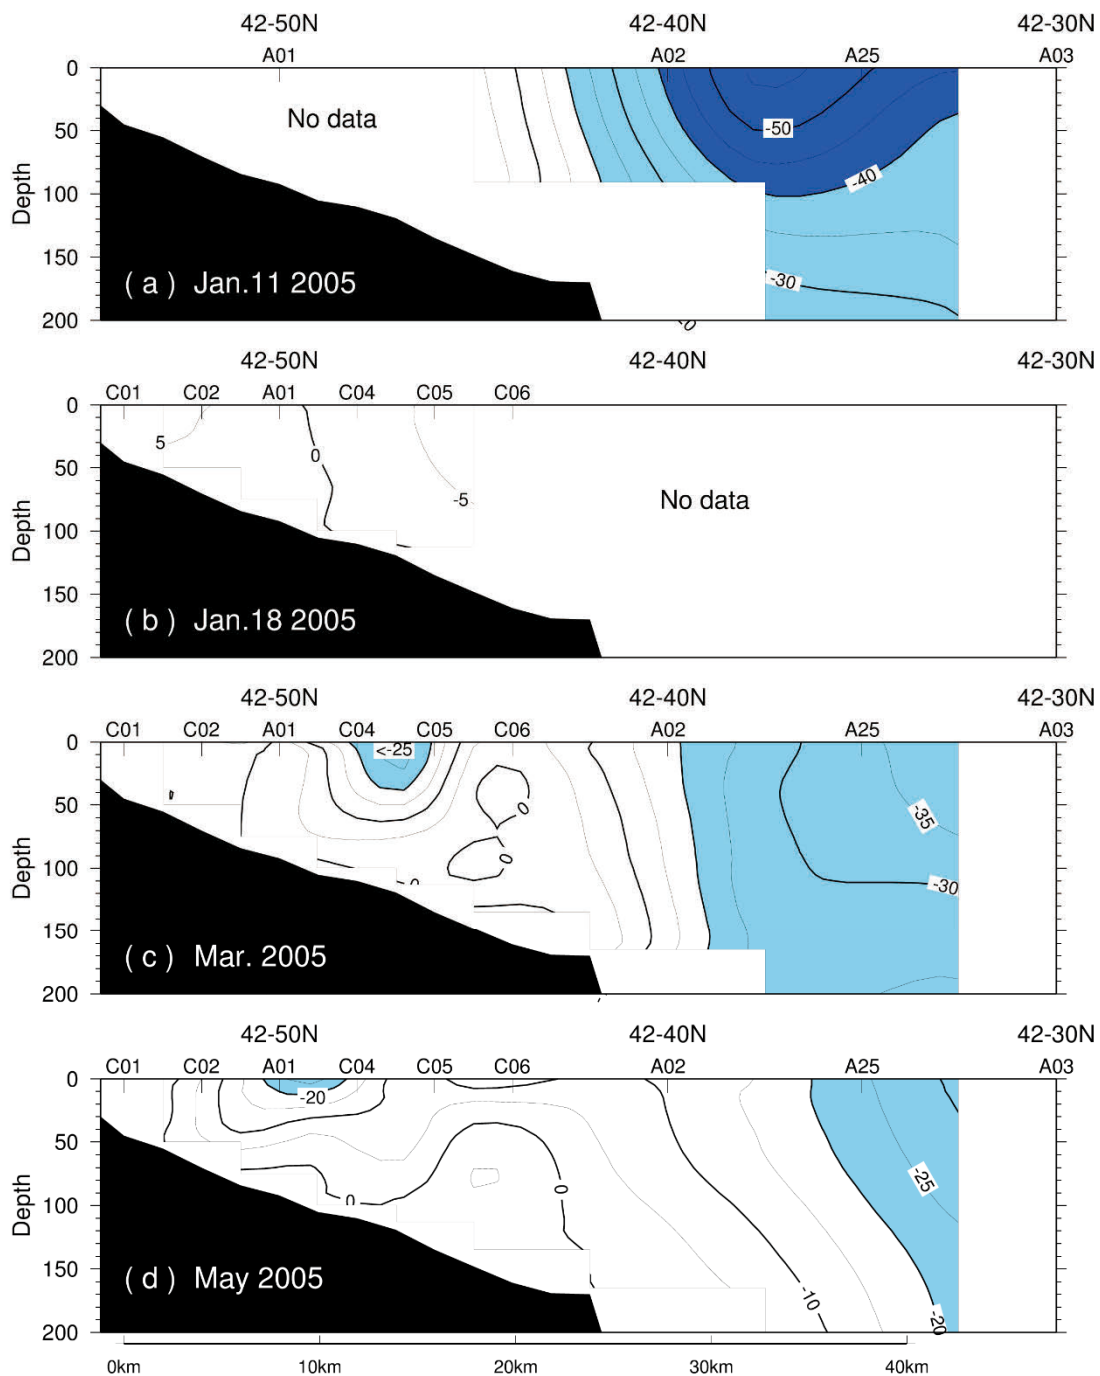 42-50N 42-40N 42-30N
A01 A02 A25 A03
0
No data
50
-50
-40
100
Depth
150
-30
( a ) Jan.11 2005
200
42-50N 42-40N 42-30N
C01 C02 A01 C04 C05 C06
0
5
0
50
-5
No data
100
Depth
150
( b ) Jan.18 2005
200
42-50N 42-40N 42-30N
C01 C02 A01 C04 C05 C06 A02 A25 A03
0
<-25
50
0
-35
0
100
0
-30
Depth
150
( c ) Mar. 2005
200
42-50N 42-40N 42-30N
C01 C02 A01 C04 C05 C06 A02 A25 A03
0
-20
50
-25
0
0
100
Depth
150
( d ) May 2005
-10
-20
200
0km 10km 20km 30km 40km